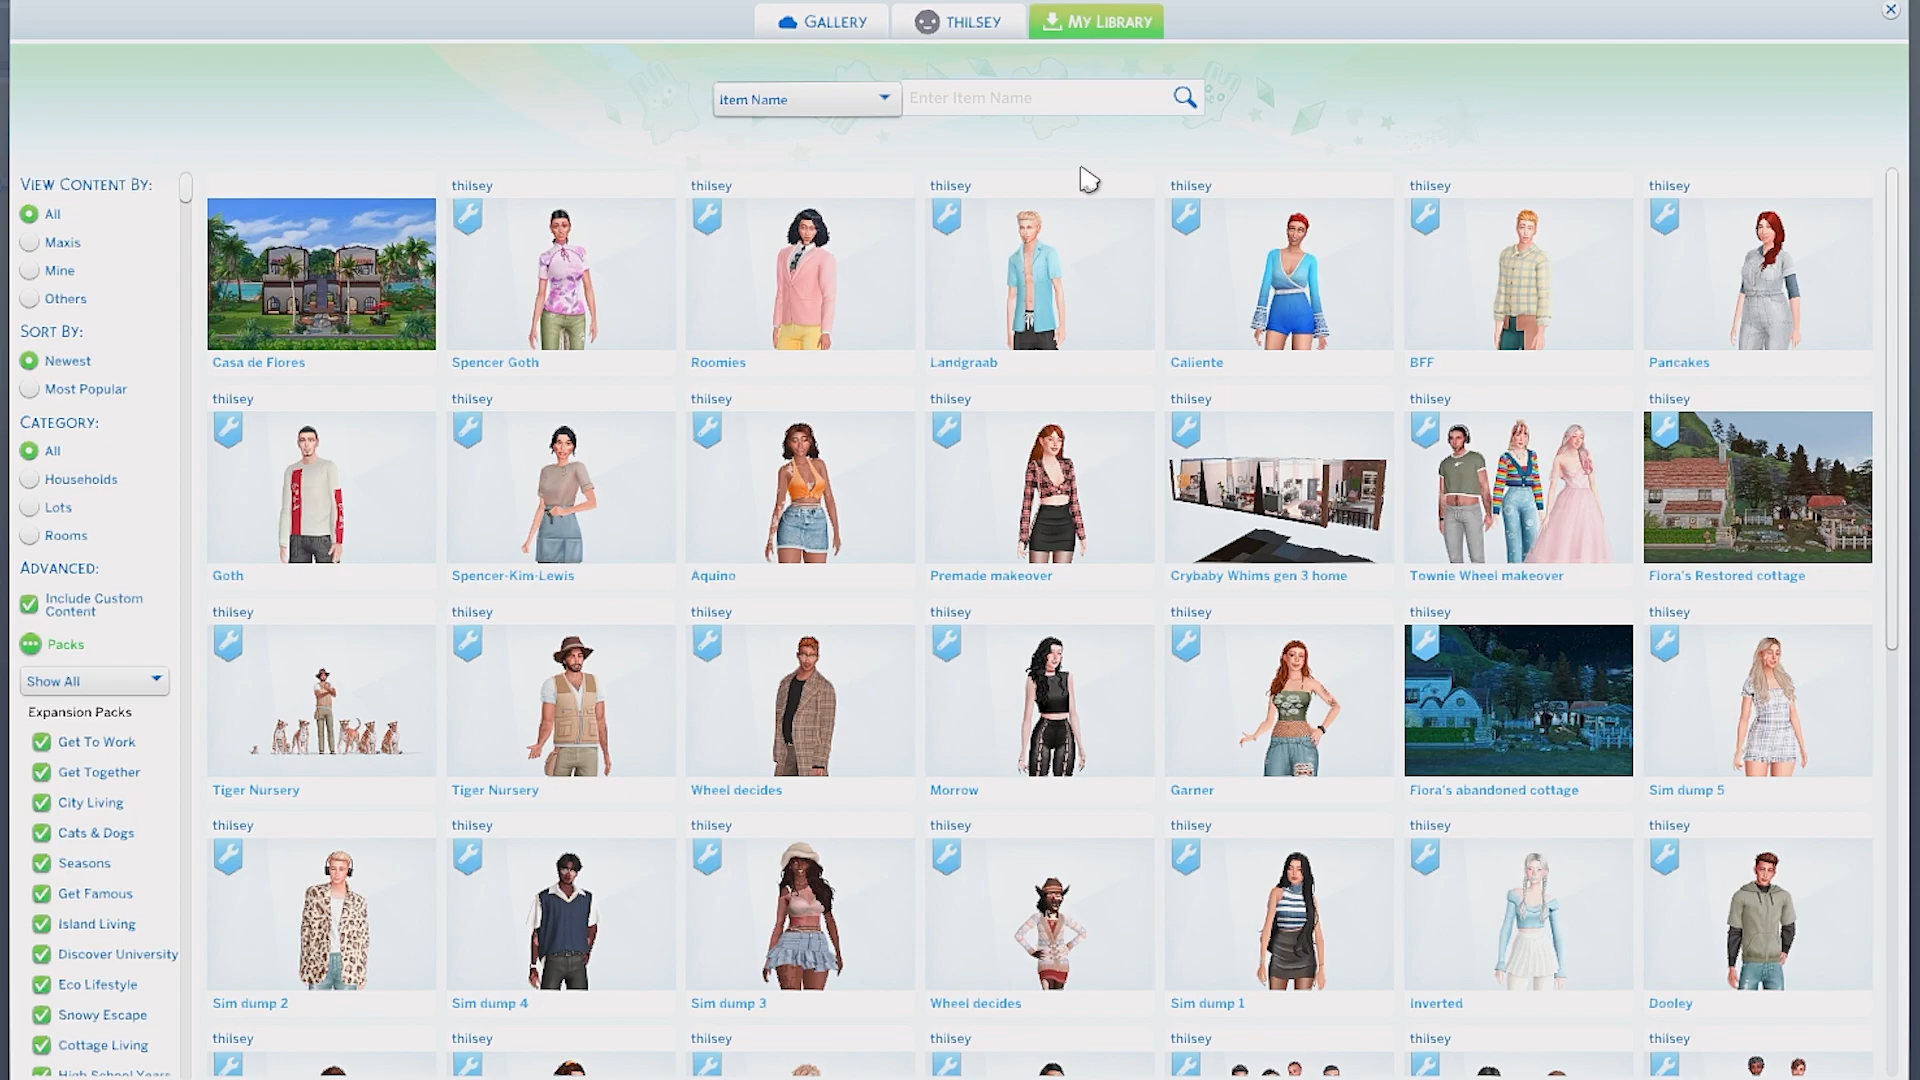 GALLERY
THILSEY
MY LIBRARY
Item Name
Enter Item Name
VIEW CONTENT BY:
All
Maxis
Mine
Others
SORT BY:
Newest
Most Popular
CATEGORY:
All
Households
Lots
Rooms
ADVANCED:
Include Custom
Content
Packs
Show All
Expansion Packs
Get To Work
Get Together
City Living
Cats & Dogs
Seasons
Get Famous
Island Living
Discover University
Eco Lifestyle
Snowy Escape
Cottage Living
High School Years
thilsey
thilsey
thilsey
thilsey
thilsey
thilsey
Casa de Flores
Spencer Goth
Roomies
Landgraab
Caliente
BFF
Pancakes
thilsey
thilsey
thilsey
thilsey
thilsey
thilsey
thilsey
Goth
Spencer-Kim-Lewis
Aquino
Premade makeover
Crybaby Whims gen 3 home
Townie Wheel makeover
Flora's Restored cottage
thilsey
thilsey
thilsey
thilsey
thilsey
thilsey
thilsey
Tiger Nursery
Tiger Nursery
Wheel decides
Morrow
Garner
Flora's abandoned cottage
Sim dump 5
thilsey
thilsey
thilsey
thilsey
thilsey
thilsey
thilsey
Sim dump 2
Sim dump 4
Sim dump 3
Wheel decides
Sim dump 1
Inverted
Dooley
thilsey
thilsey
thilsey
thilsey
thilsey
thilsey
thilsey